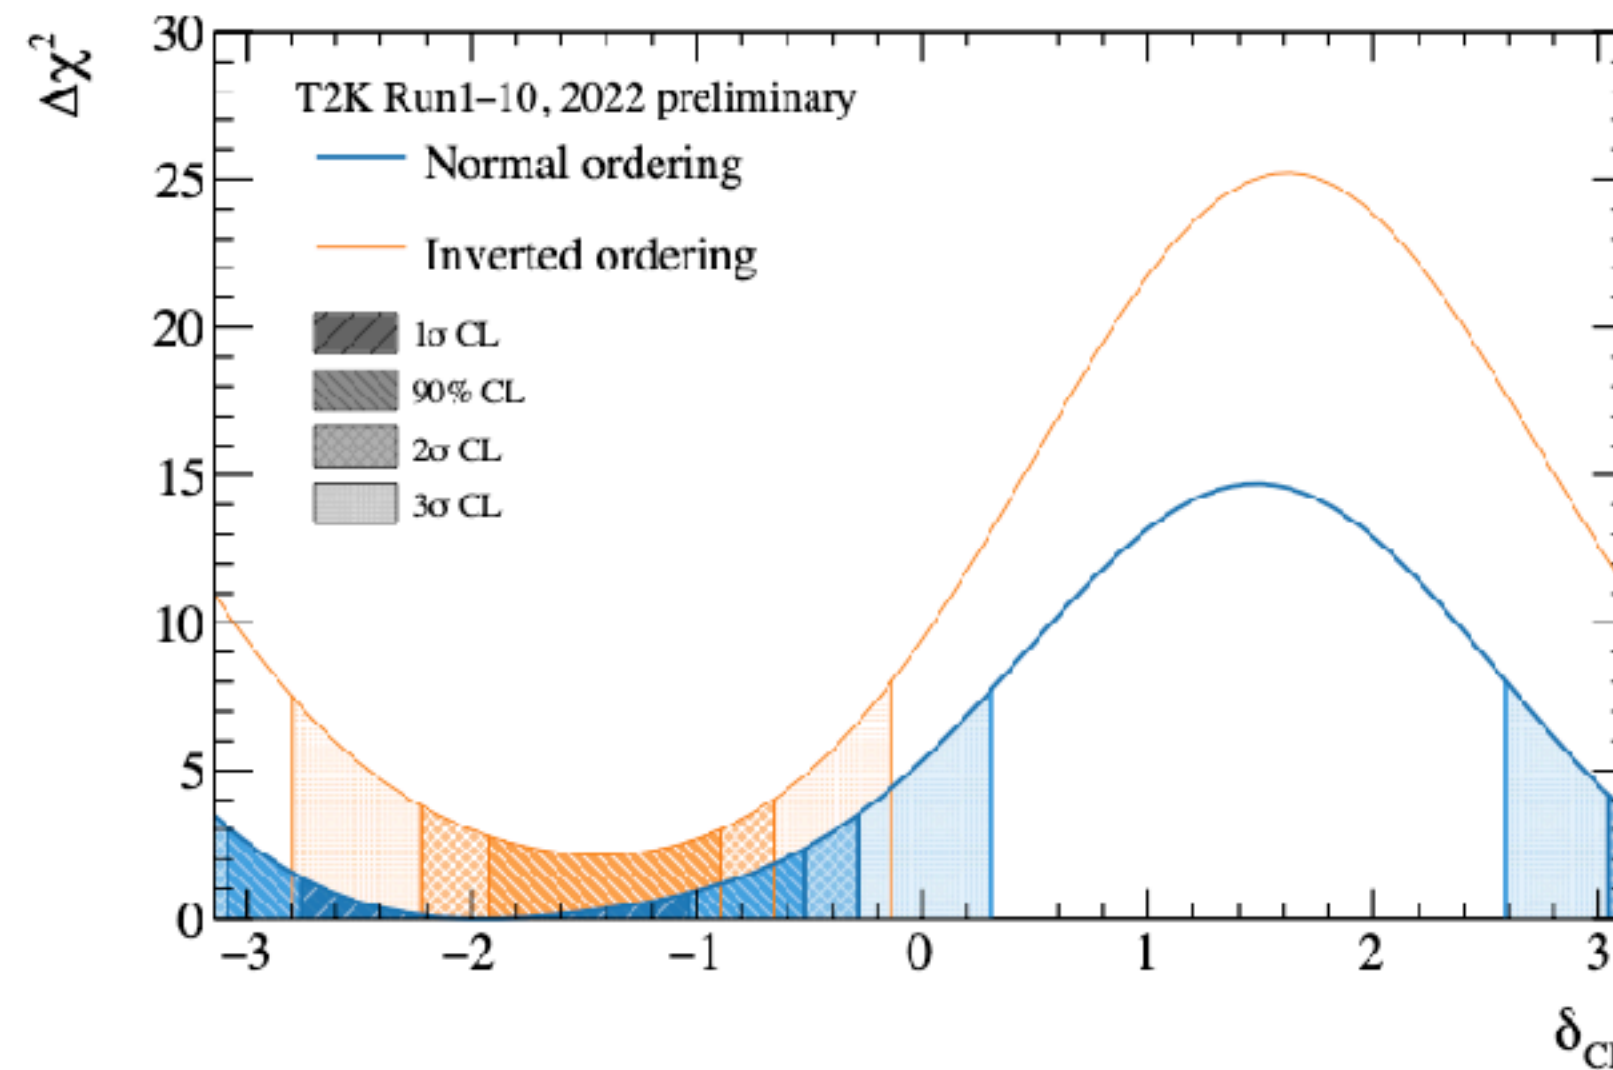 Δχ²
30
T2K Run1–10, 2022 preliminary
Normal ordering
25
Inverted ordering
20
1σ CL
90% CL
2σ CL
15
3σ CL
10
5
0
−3 −2 −1 0 1 2 3
δ